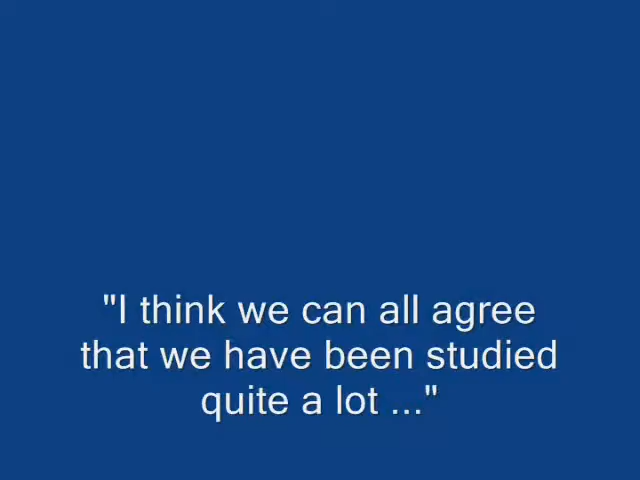 "I think we can all agree
that we have been studied
quite a lot ..."